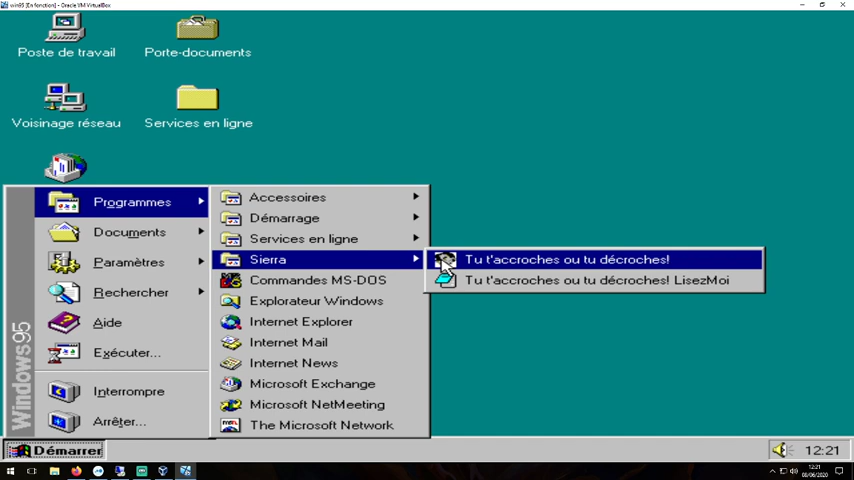 win95 [En fonction] - Oracle VM VirtualBox
Poste de travail
Porte-documents
Voisinage réseau
Services en ligne
Programmes
Documents
Paramètres
Rechercher
Aide
Exécuter...
Interrompre
Arrêter...
Windows95
Accessoires
Démarrage
Services en ligne
Sierra
Commandes MS-DOS
Explorateur Windows
Internet Explorer
Internet Mail
Internet News
Microsoft Exchange
Microsoft NetMeeting
The Microsoft Network
Tu t'accroches ou tu décroches!
Tu t'accroches ou tu décroches! LisezMoi
Démarrer
12:21
12:21
08/06/2020